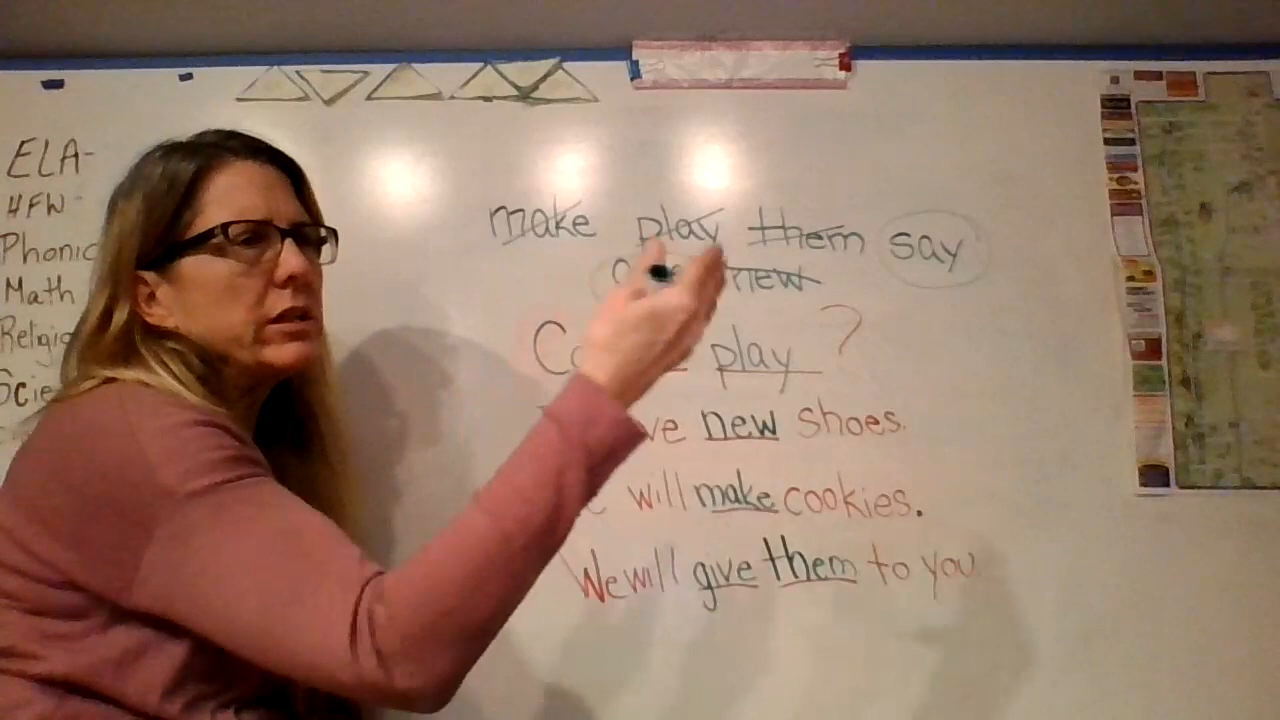 ELA-
HFW-
Phonic
Math
Religio
Scie
make play them say
new
play ?
new shoes.
will make cookies.
We will give them to you